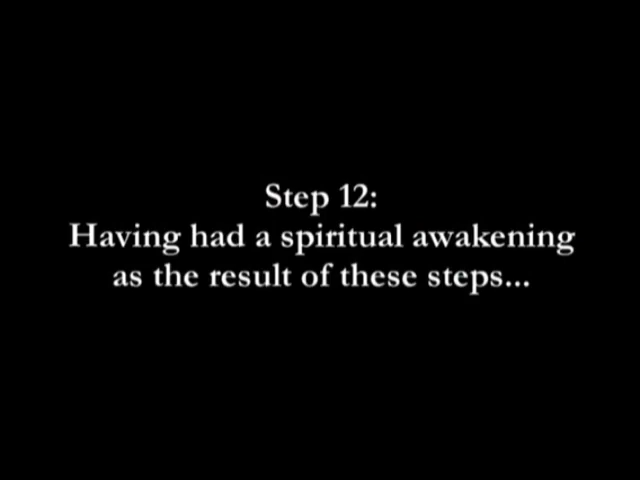 Step 12:
Having had a spiritual awakening
as the result of these steps...